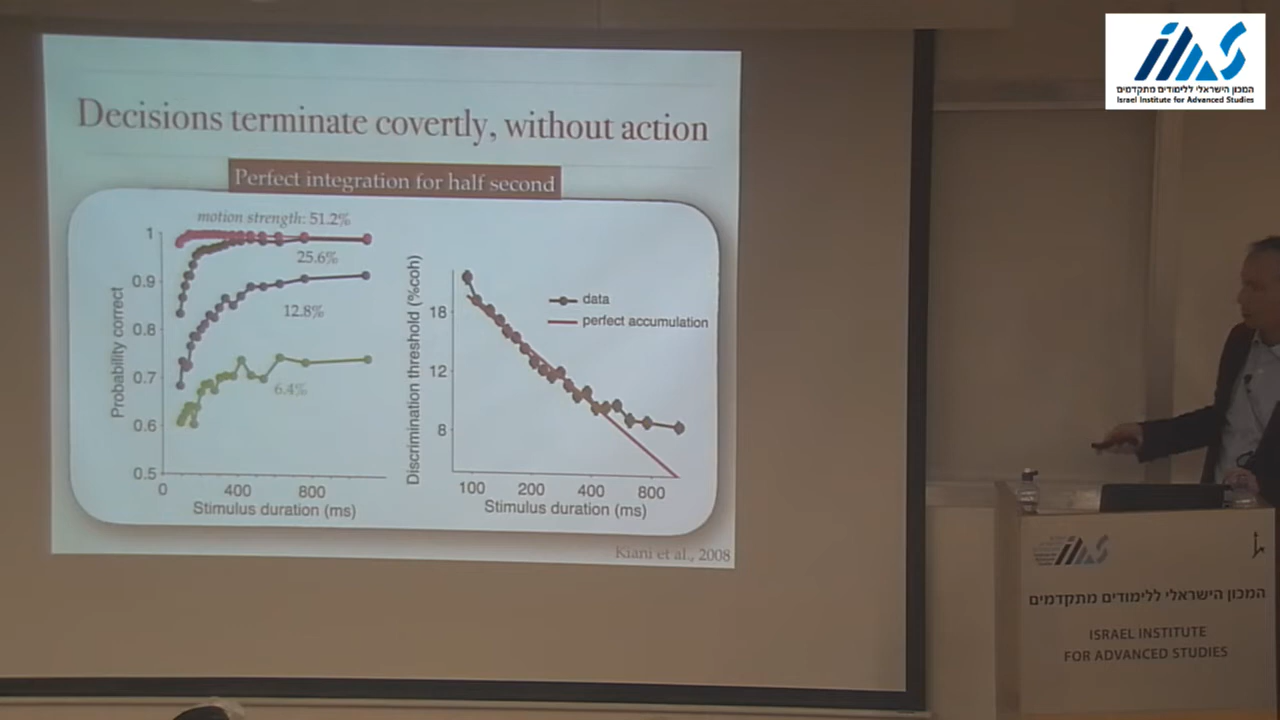 המכון הישראלי ללימודים מתקדמים
Israel Institute for Advanced Studies
Decisions terminate covertly, without action
Perfect integration for half second
motion strength: 51.2%
25.6%
12.8%
6.4%
Probability correct
1
0.9
0.8
0.7
0.6
0.5
0 400 800
Stimulus duration (ms)
Discrimination threshold (%coh)
18
12
8
data
perfect accumulation
100 200 400 800
Stimulus duration (ms)
Kiani et al., 2008
המכון הישראלי ללימודים מתקדמים
ISRAEL INSTITUTE
FOR ADVANCED STUDIES